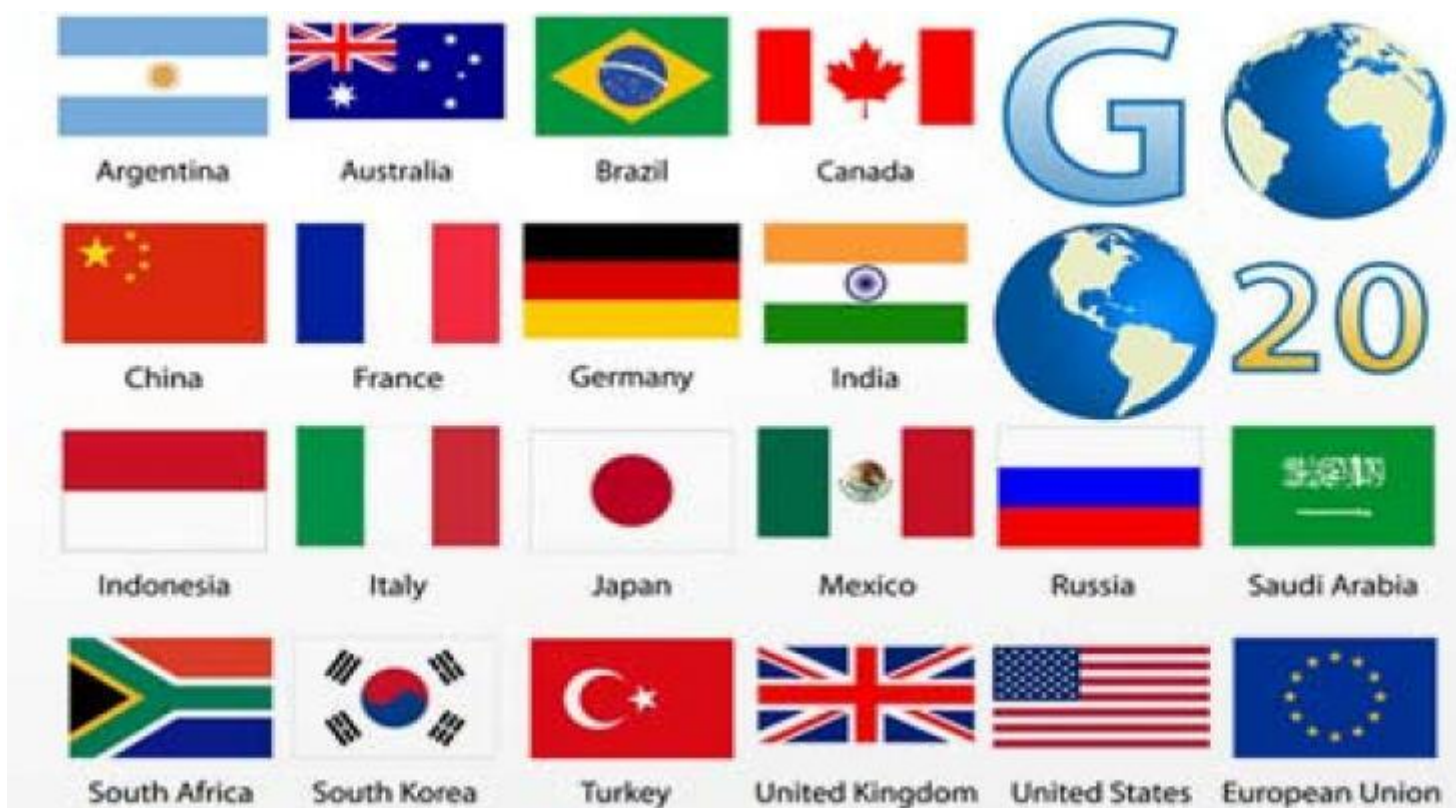 G
Argentina Australia Brazil Canada
20
China France Germany India
Indonesia Italy Japan Mexico Russia Saudi Arabia
South Africa South Korea Turkey United Kingdom United States European Union